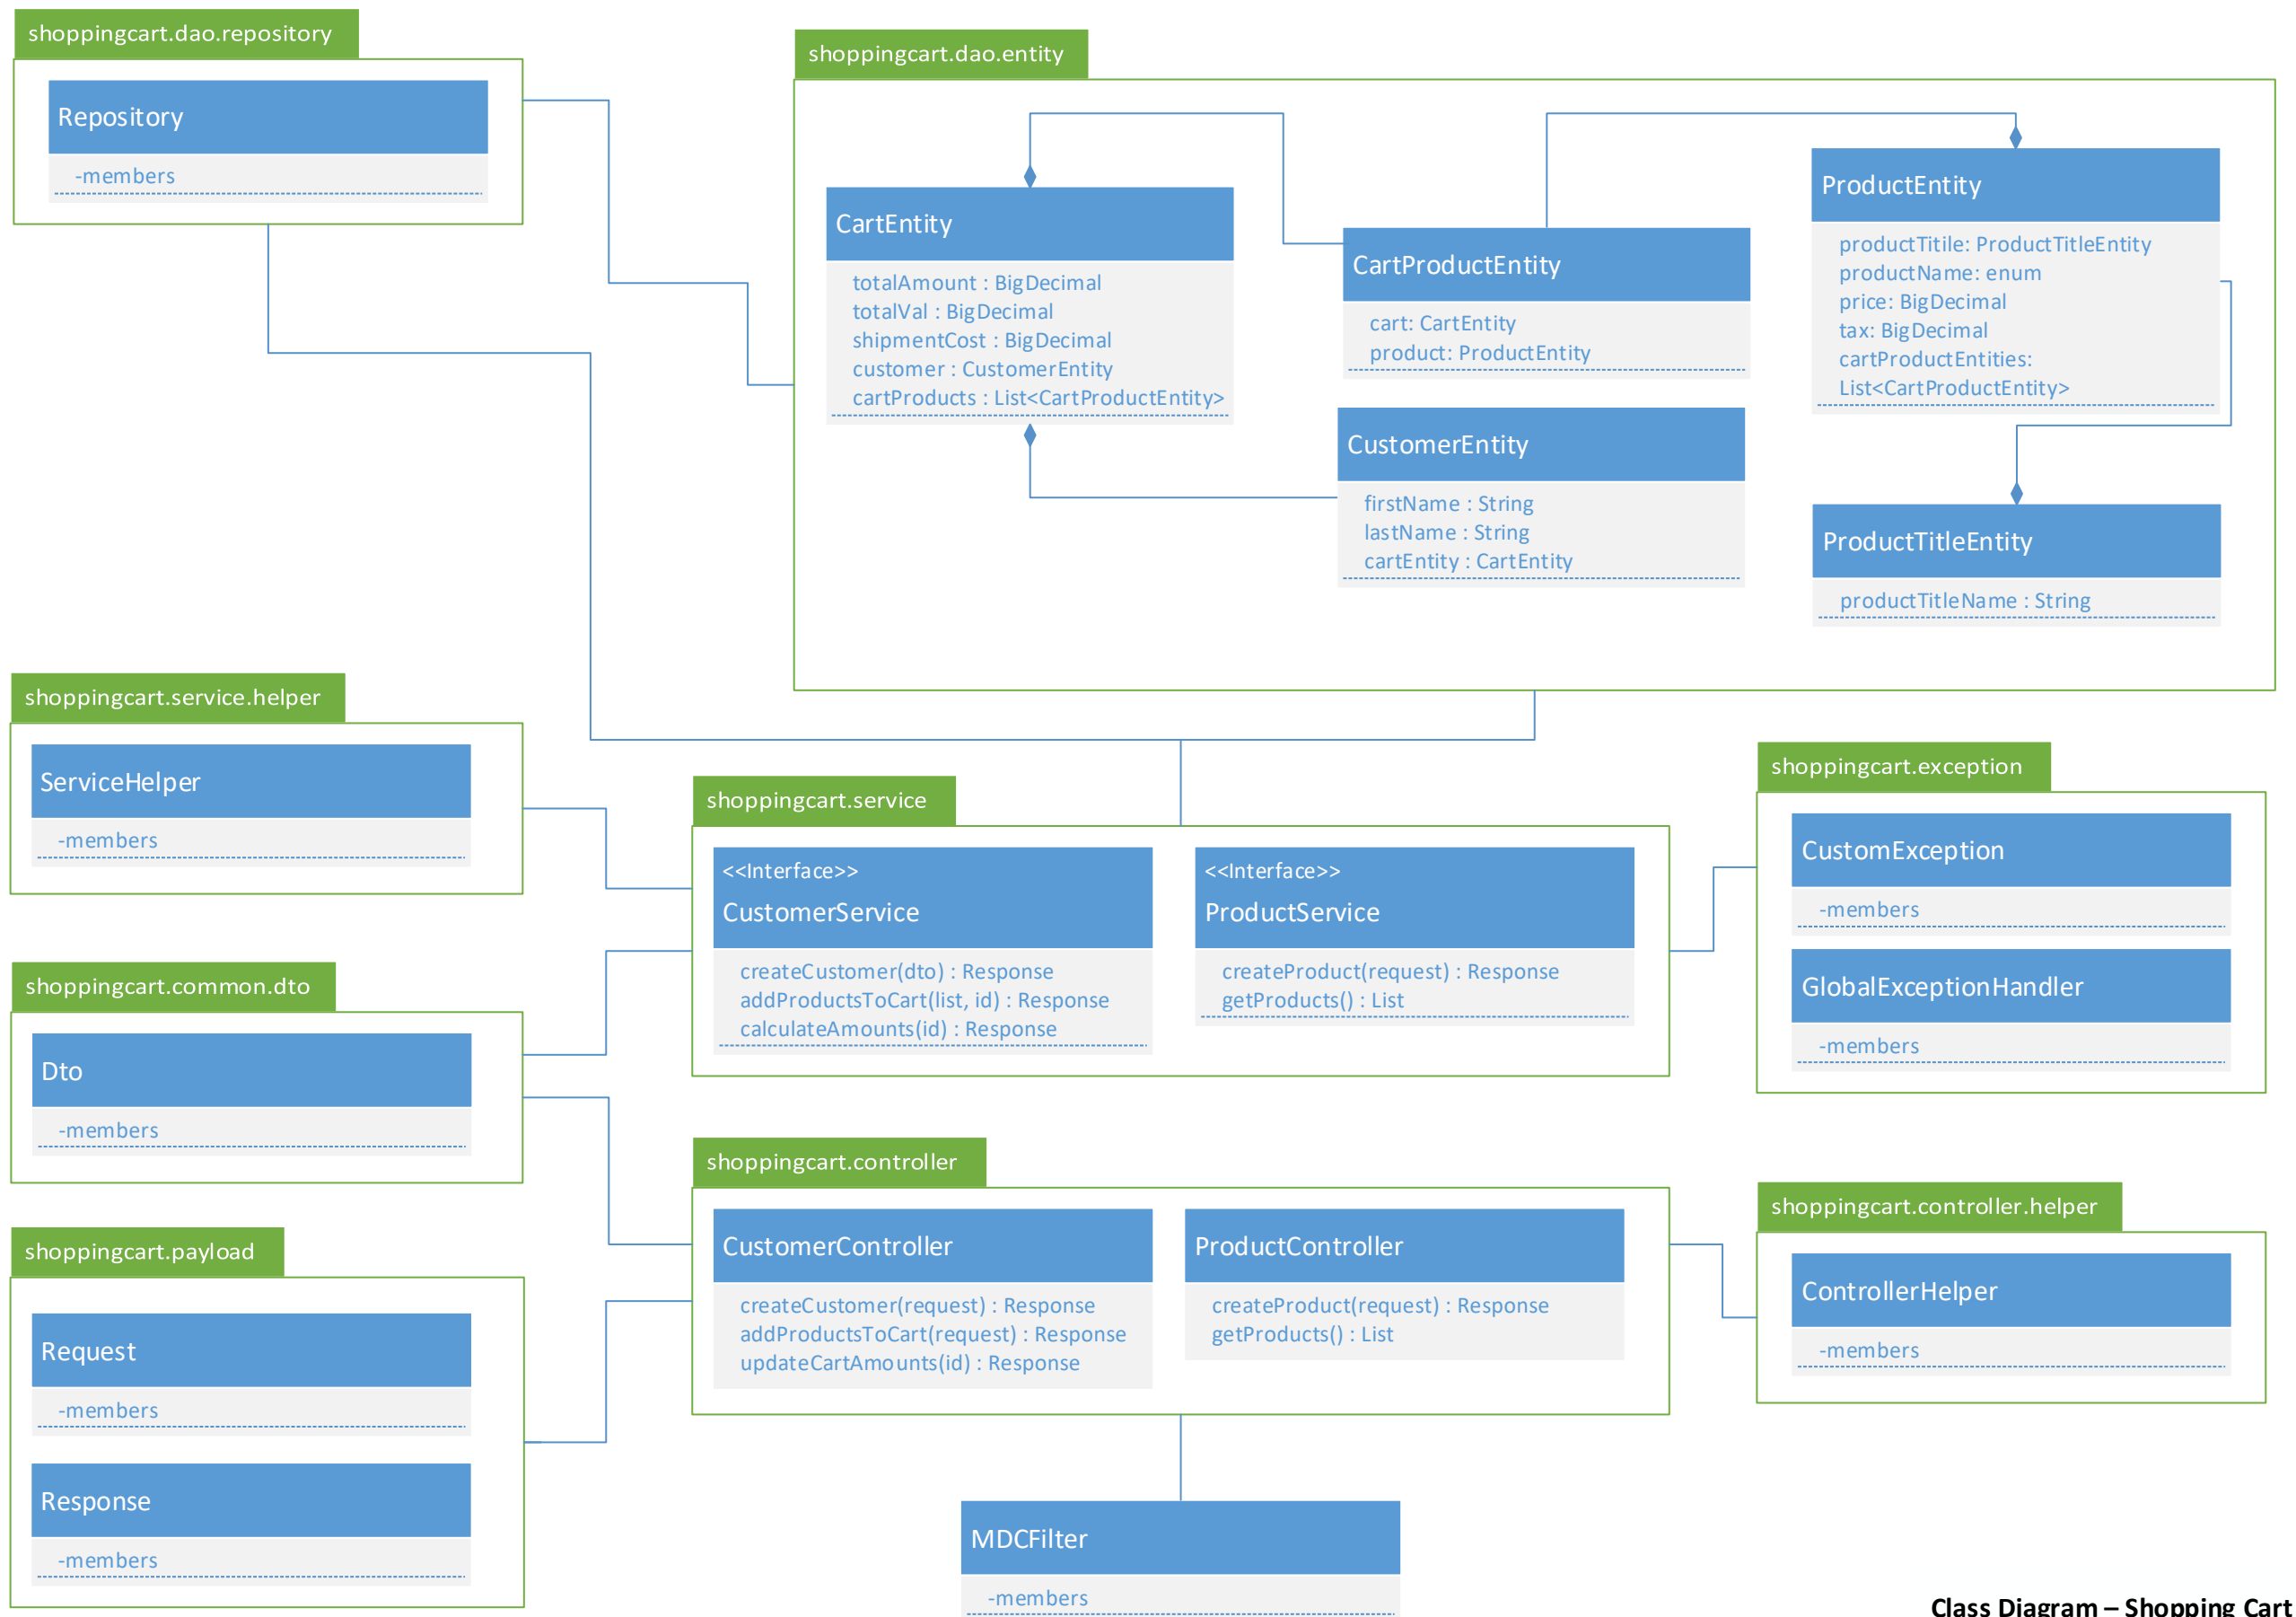 shoppingcart.dao.repository
Repository
-members
shoppingcart.dao.entity
CartEntity
totalAmount : BigDecimal
totalVal : BigDecimal
shipmentCost : BigDecimal
customer : CustomerEntity
cartProducts : List<CartProductEntity>
CartProductEntity
cart: CartEntity
product: ProductEntity
CustomerEntity
firstName : String
lastName : String
cartEntity : CartEntity
ProductEntity
productTitile: ProductTitleEntity
productName: enum
price: BigDecimal
tax: BigDecimal
cartProductEntities:
List<CartProductEntity>
ProductTitleEntity
productTitleName : String
shoppingcart.service.helper
ServiceHelper
-members
shoppingcart.service
<<Interface>>
CustomerService
createCustomer(dto) : Response
addProductsToCart(list, id) : Response
calculateAmounts(id) : Response
<<Interface>>
ProductService
createProduct(request) : Response
getProducts() : List
shoppingcart.exception
CustomException
-members
GlobalExceptionHandler
-members
shoppingcart.common.dto
Dto
-members
shoppingcart.controller
CustomerController
createCustomer(request) : Response
addProductsToCart(request) : Response
updateCartAmounts(id) : Response
ProductController
createProduct(request) : Response
getProducts() : List
shoppingcart.controller.helper
ControllerHelper
-members
shoppingcart.payload
Request
-members
Response
-members
MDCFilter
-members
Class Diagram – Shopping Cart